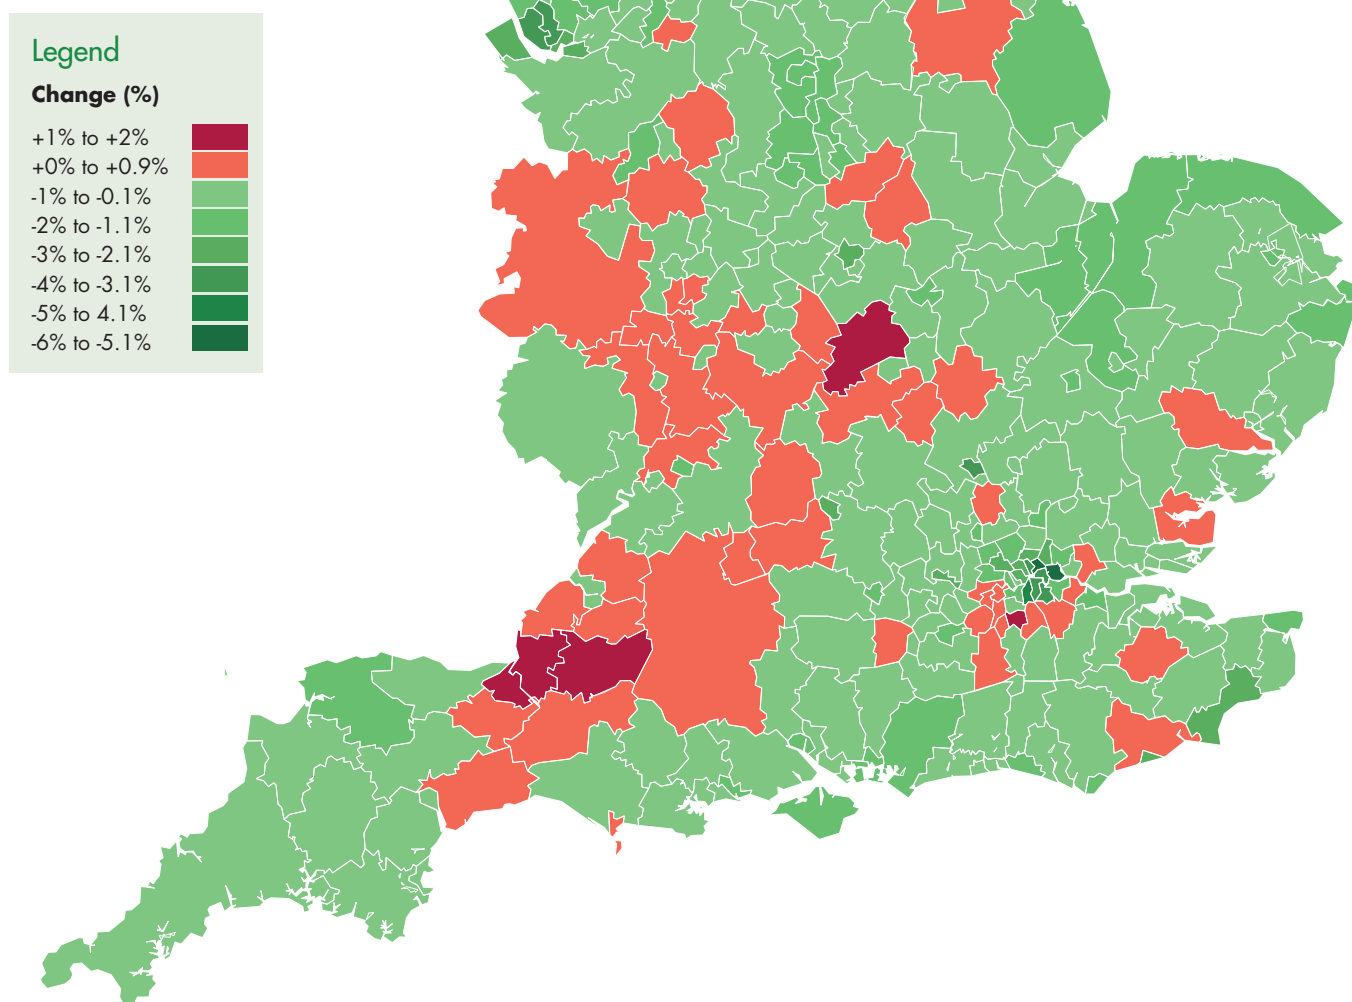 Legend
Change (%)
+1% to +2%
+0% to +0.9%
-1% to -0.1%
-2% to -1.1%
-3% to -2.1%
-4% to -3.1%
-5% to 4.1%
-6% to -5.1%